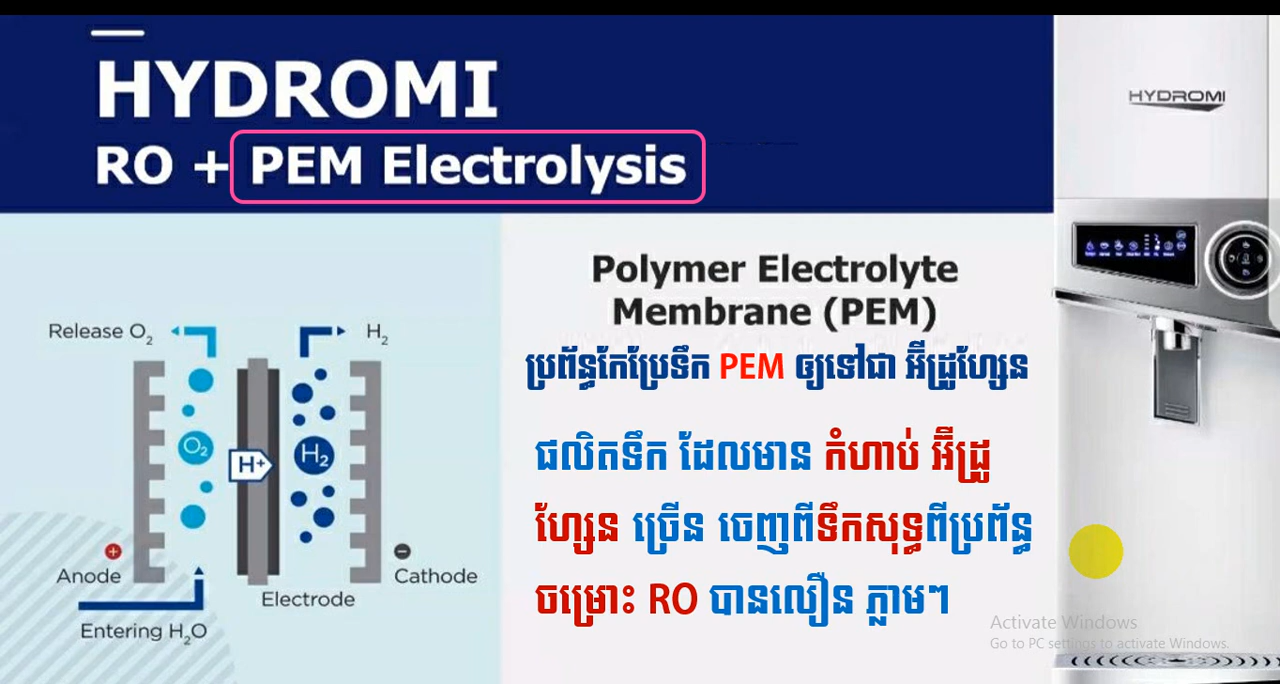 HYDROMI
RO + PEM Electrolysis
HYDROMI
Polymer Electrolyte
Membrane (PEM)
ប្រព័ន្ធកែប្រែទឹក PEM ឲ្យទៅជា អ៊ីដ្រូហ្សែន
ផលិតទឹក ដែលមាន កំហាប់ អ៊ីដ្រូ
ហ្សែន ច្រើន ចេញពីទឹកសុទ្ធពីប្រព័ន្ធ
ចម្រោះ RO បានលឿន ភ្លាមៗ
Release O₂
H₂
O₂
H+
H₂
Anode
Cathode
Electrode
Entering H₂O
Activate Windows
Go to PC settings to activate Windows.